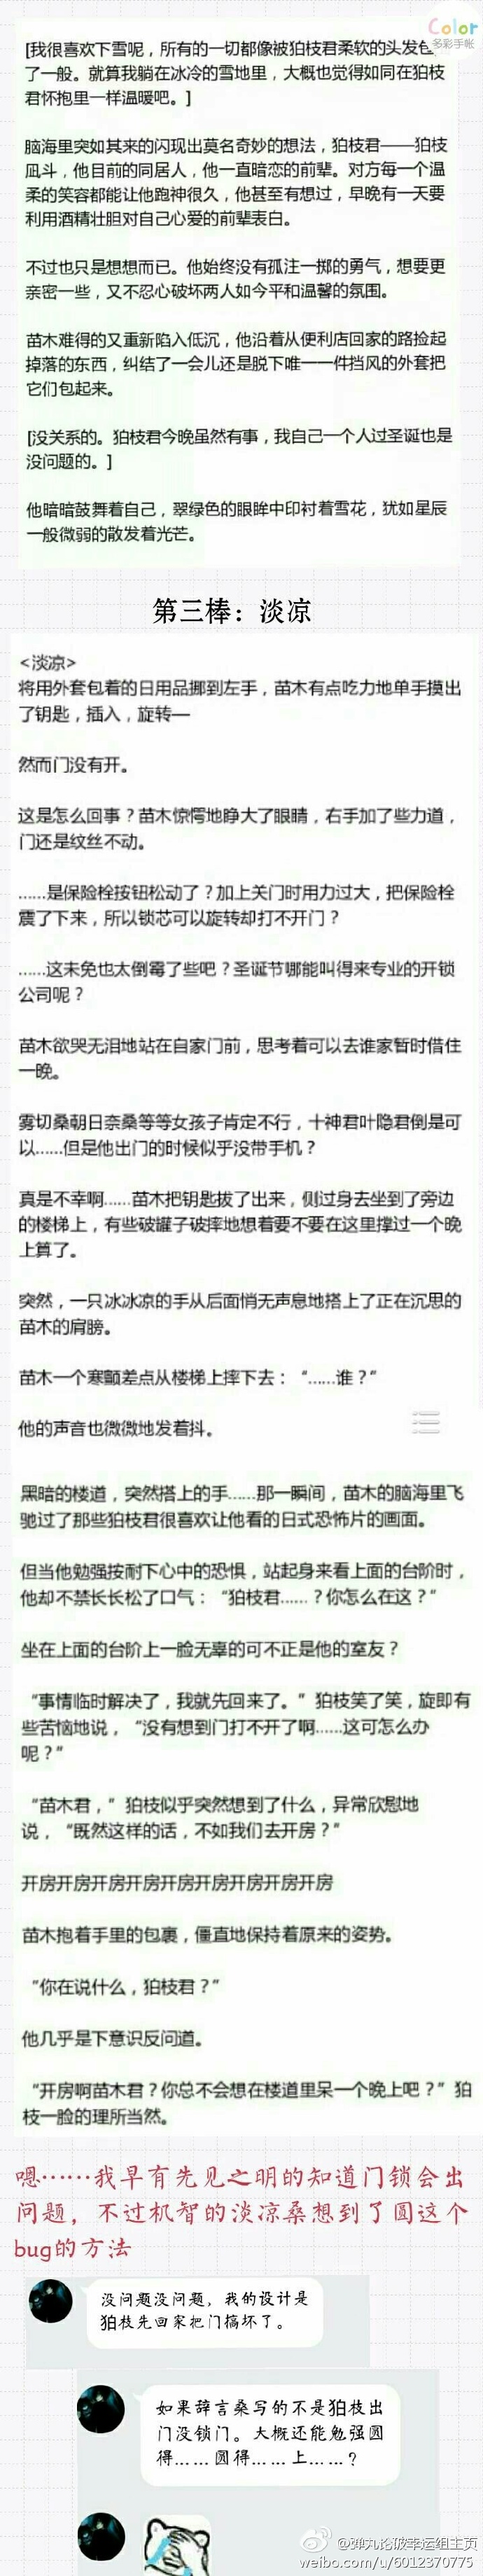 Color
多彩手帐
[我很喜欢下雪呢，所有的一切都像被狛枝君柔软的头发包
了一般。就算我躺在冰冷的雪地里，大概也觉得如同在狛枝
君怀抱里一样温暖吧。]
脑海里突如其来的闪现出莫名奇妙的想法，狛枝君——狛枝
凪斗，他目前的同居人，他一直暗恋的前辈。对方每一个温
柔的笑容都能让他跑神很久，他甚至有想过，早晚有一天要
利用酒精壮胆对自己心爱的前辈表白。
不过也只是想想而已。他始终没有孤注一掷的勇气，想要更
亲密一些，又不忍心破坏两人如今平和温馨的氛围。
苗木难得的又重新陷入低沉，他沿着从便利店回家的路捡起
掉落的东西，纠结了一会儿还是脱下唯一一件挡风的外套把
它们包起来。
[没关系的。狛枝君今晚虽然有事，我自己一个人过圣诞也是
没问题的。]
他暗暗鼓舞着自己，翠绿色的眼眸中印衬着雪花，犹如星辰
一般微弱的散发着光芒。
第三棒：淡凉
<淡凉>
将用外套包着的日用品挪到左手，苗木有点吃力地单手摸出
了钥匙，插入，旋转—
然而门没有开。
这是怎么回事？苗木惊愕地睁大了眼睛，右手加了些力道，
门还是纹丝不动。
......是保险栓按钮松动了？加上关门时用力过大，把保险栓
震了下来，所以锁芯可以旋转却打不开门？
......这未免也太倒霉了些吧？圣诞节哪能叫得来专业的开锁
公司呢？
苗木欲哭无泪地站在自家门前，思考着可以去谁家暂时借住
一晚。
雾切桑朝日奈桑等等女孩子肯定不行，十神君叶隐君倒是可
以......但是他出门的时候似乎没带手机？
真是不幸啊......苗木把钥匙拔了出来，侧过身去坐到了旁边
的楼梯上，有些破罐子破摔地想着要不要在这里撑过一个晚
上算了。
突然，一只冰冰凉的手从后面悄无声息地搭上了正在沉思的
苗木的肩膀。
苗木一个寒颤差点从楼梯上摔下去：“......谁？”
他的声音也微微地发着抖。
黑暗的楼道，突然搭上的手......那一瞬间，苗木的脑海里飞
驰过了那些狛枝君很喜欢让他看的日式恐怖片的画面。
但当他勉强按耐下心中的恐惧，站起身来看上面的台阶时，
他却不禁长长松了口气：“狛枝君......？你怎么在这？”
坐在上面的台阶上一脸无辜的可不正是他的室友？
“事情临时解决了，我就先回来了。”狛枝笑了笑，旋即有
些苦恼地说，“没有想到门打不开了啊......这可怎么办
呢？”
“苗木君，”狛枝似乎突然想到了什么，异常欣慰地
说，“既然这样的话，不如我们去开房？”
开房开房开房开房开房开房开房开房开房
苗木抱着手里的包裹，僵直地保持着原来的姿势。
“你在说什么，狛枝君？”
他几乎是下意识反问道。
“开房啊苗木君？你总不会想在楼道里呆一个晚上吧？”狛
枝一脸的理所当然。
嗯……我早有先见之明的知道门锁会出
问题，不过机智的淡凉桑想到了圆这个
bug的方法
没问题没问题，我的设计是
狛枝先回家把门搞坏了。
如果辞言桑写的不是狛枝出
门没锁门。大概还能勉强圆
得……圆得……上……？
@弹丸论破幸运组主页
weibo.com/u/6012370775